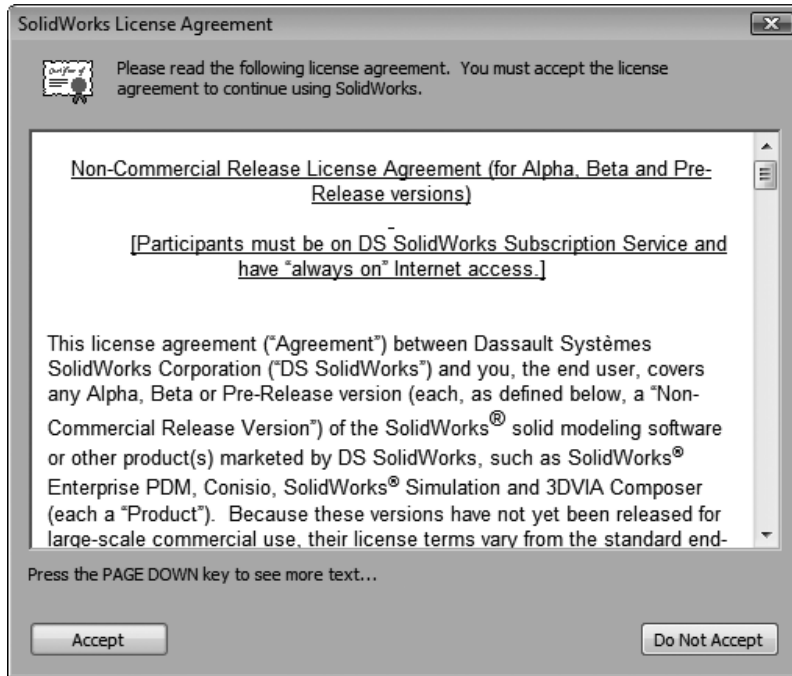 SolidWorks License Agreement
Please read the following license agreement.  You must accept the license
agreement to continue using SolidWorks.
Non-Commercial Release License Agreement (for Alpha, Beta and Pre-
Release versions)
[Participants must be on DS SolidWorks Subscription Service and
have “always on” Internet access.]
This license agreement (“Agreement”) between Dassault Systèmes
SolidWorks Corporation (“DS SolidWorks”) and you, the end user, covers
any Alpha, Beta or Pre-Release version (each, as defined below, a “Non-
Commercial Release Version”) of the SolidWorks® solid modeling software
or other product(s) marketed by DS SolidWorks, such as SolidWorks®
Enterprise PDM, Conisio, SolidWorks® Simulation and 3DVIA Composer
(each a “Product”).  Because these versions have not yet been released for
large-scale commercial use, their license terms vary from the standard end-
Press the PAGE DOWN key to see more text...
Accept
Do Not Accept